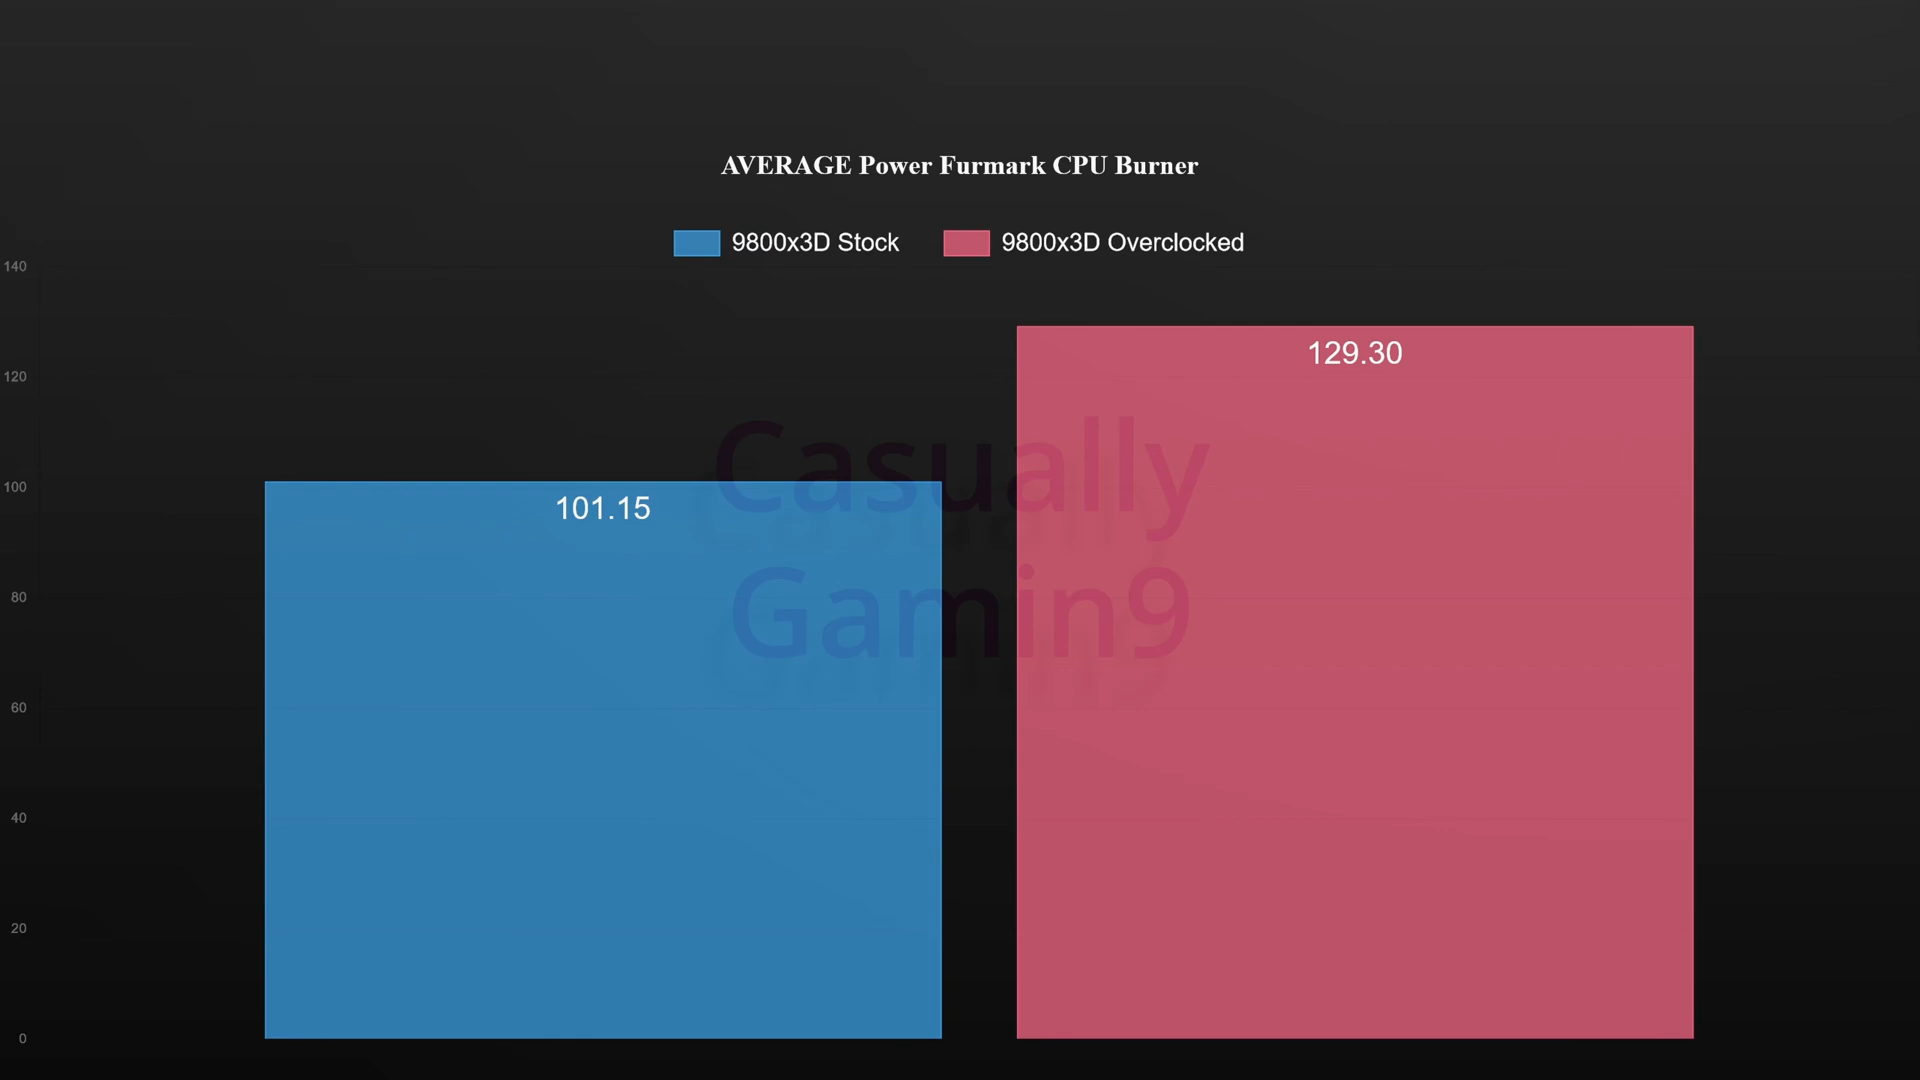 AVERAGE Power Furmark CPU Burner
9800x3D Stock
9800x3D Overclocked
140
120
100
80
60
40
20
0
129.30
101.15
Casually
Gamin9